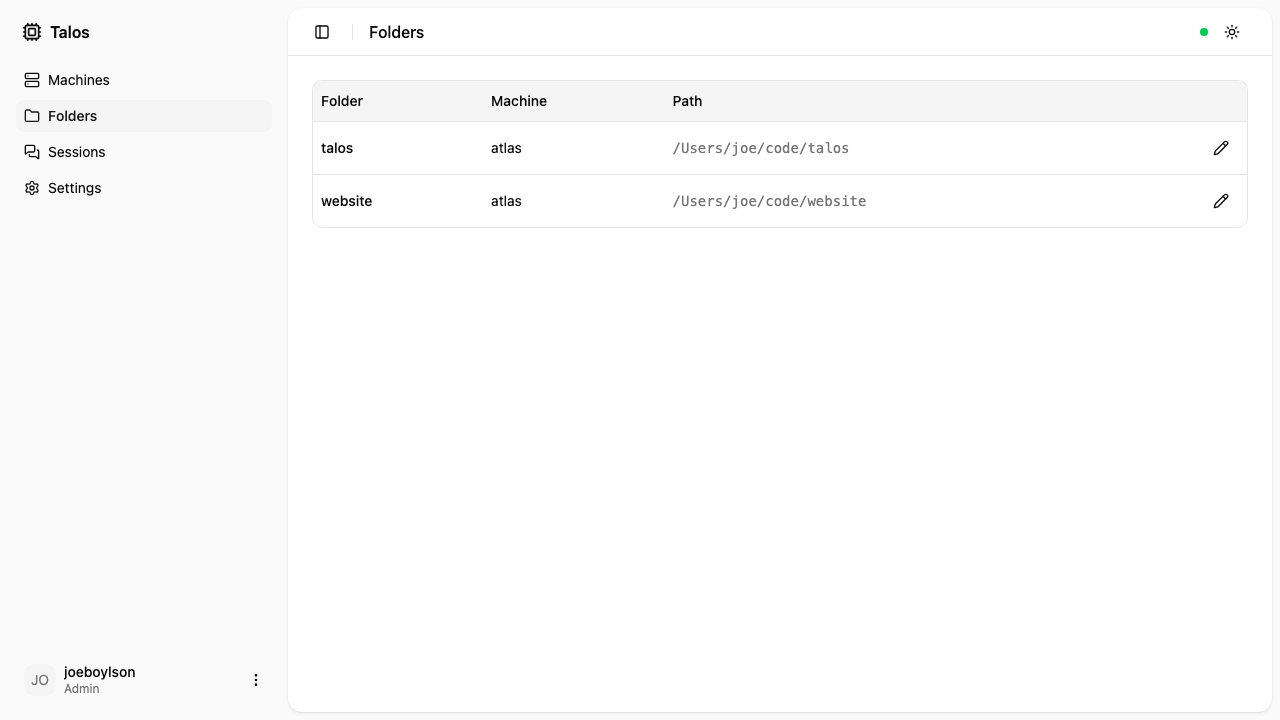 Talos
Folders
Machines
Folders
Sessions
Settings
Folder Machine Path
talos atlas /Users/joe/code/talos
website atlas /Users/joe/code/website
JO
joeboylson
Admin